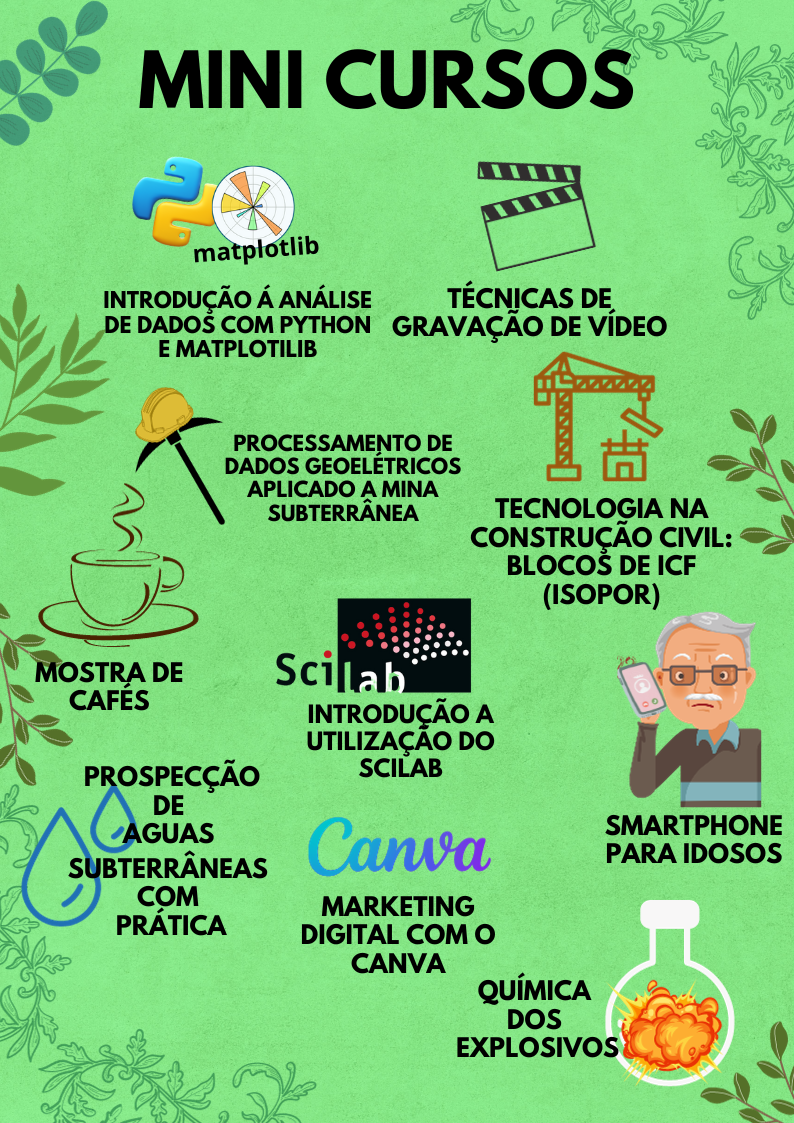 MINI CURSOS
matplotlib
INTRODUÇÃO Á ANÁLISE
DE DADOS COM PYTHON
E MATPLOTILIB
TÉCNICAS DE
GRAVAÇÃO DE VÍDEO
PROCESSAMENTO DE
DADOS GEOELÉTRICOS
APLICADO A MINA
SUBTERRÂNEA
TECNOLOGIA NA
CONSTRUÇÃO CIVIL:
BLOCOS DE ICF
(ISOPOR)
MOSTRA DE
CAFÉS
Scilab
INTRODUÇÃO A
UTILIZAÇÃO DO
SCILAB
SMARTPHONE
PARA IDOSOS
PROSPECÇÃO
DE
AGUAS
SUBTERRÂNEAS
COM
PRÁTICA
Canva
MARKETING
DIGITAL COM O
CANVA
QUÍMICA
DOS
EXPLOSIVOS